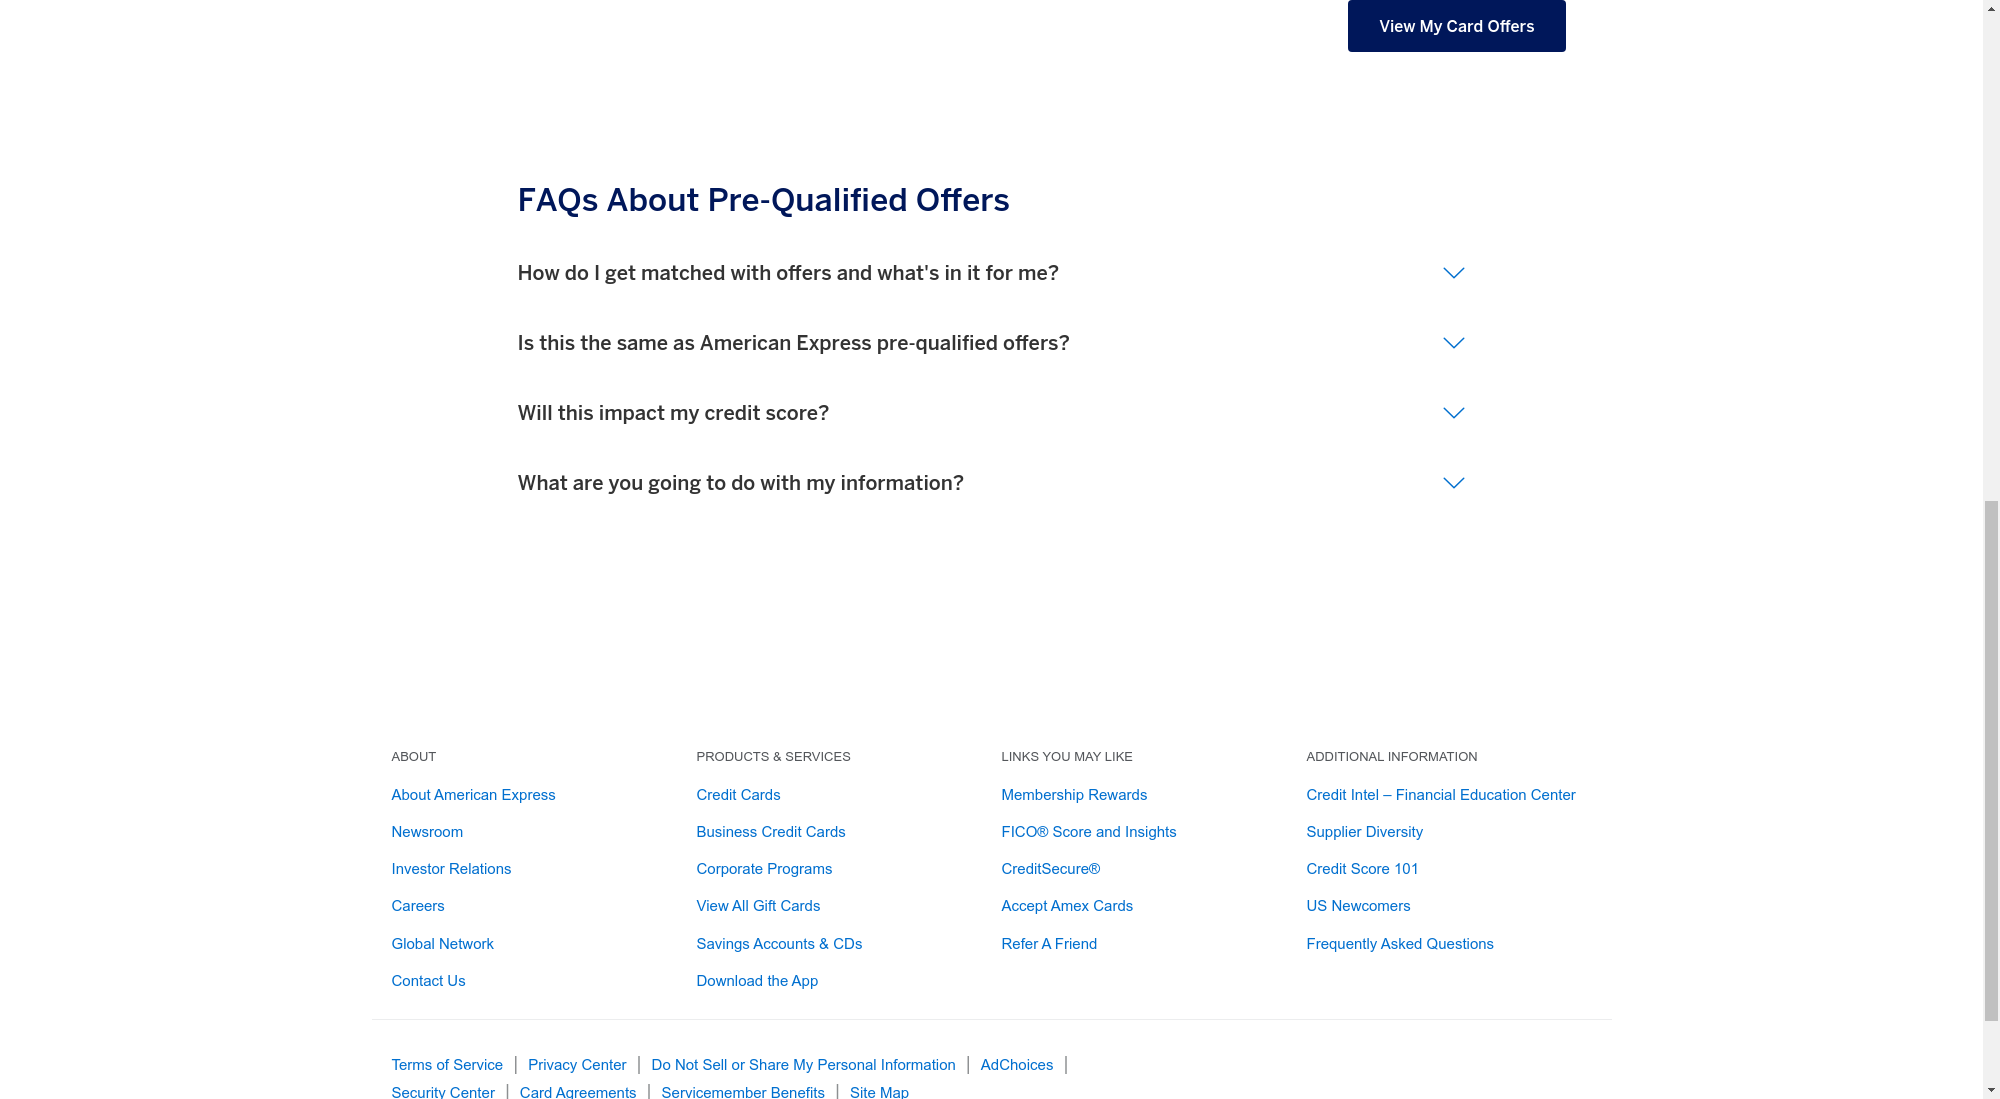 View My Card Offers
FAQs About Pre-Qualified Offers
How do I get matched with offers and what's in it for me?
Is this the same as American Express pre-qualified offers?
Will this impact my credit score?
What are you going to do with my information?
ABOUT
About American Express
Newsroom
Investor Relations
Careers
Global Network
Contact Us
PRODUCTS & SERVICES
Credit Cards
Business Credit Cards
Corporate Programs
View All Gift Cards
Savings Accounts & CDs
Download the App
LINKS YOU MAY LIKE
Membership Rewards
FICO® Score and Insights
CreditSecure®
Accept Amex Cards
Refer A Friend
ADDITIONAL INFORMATION
Credit Intel – Financial Education Center
Supplier Diversity
Credit Score 101
US Newcomers
Frequently Asked Questions
Terms of Service | Privacy Center | Do Not Sell or Share My Personal Information | AdChoices |
Security Center | Card Agreements | Servicemember Benefits | Site Map